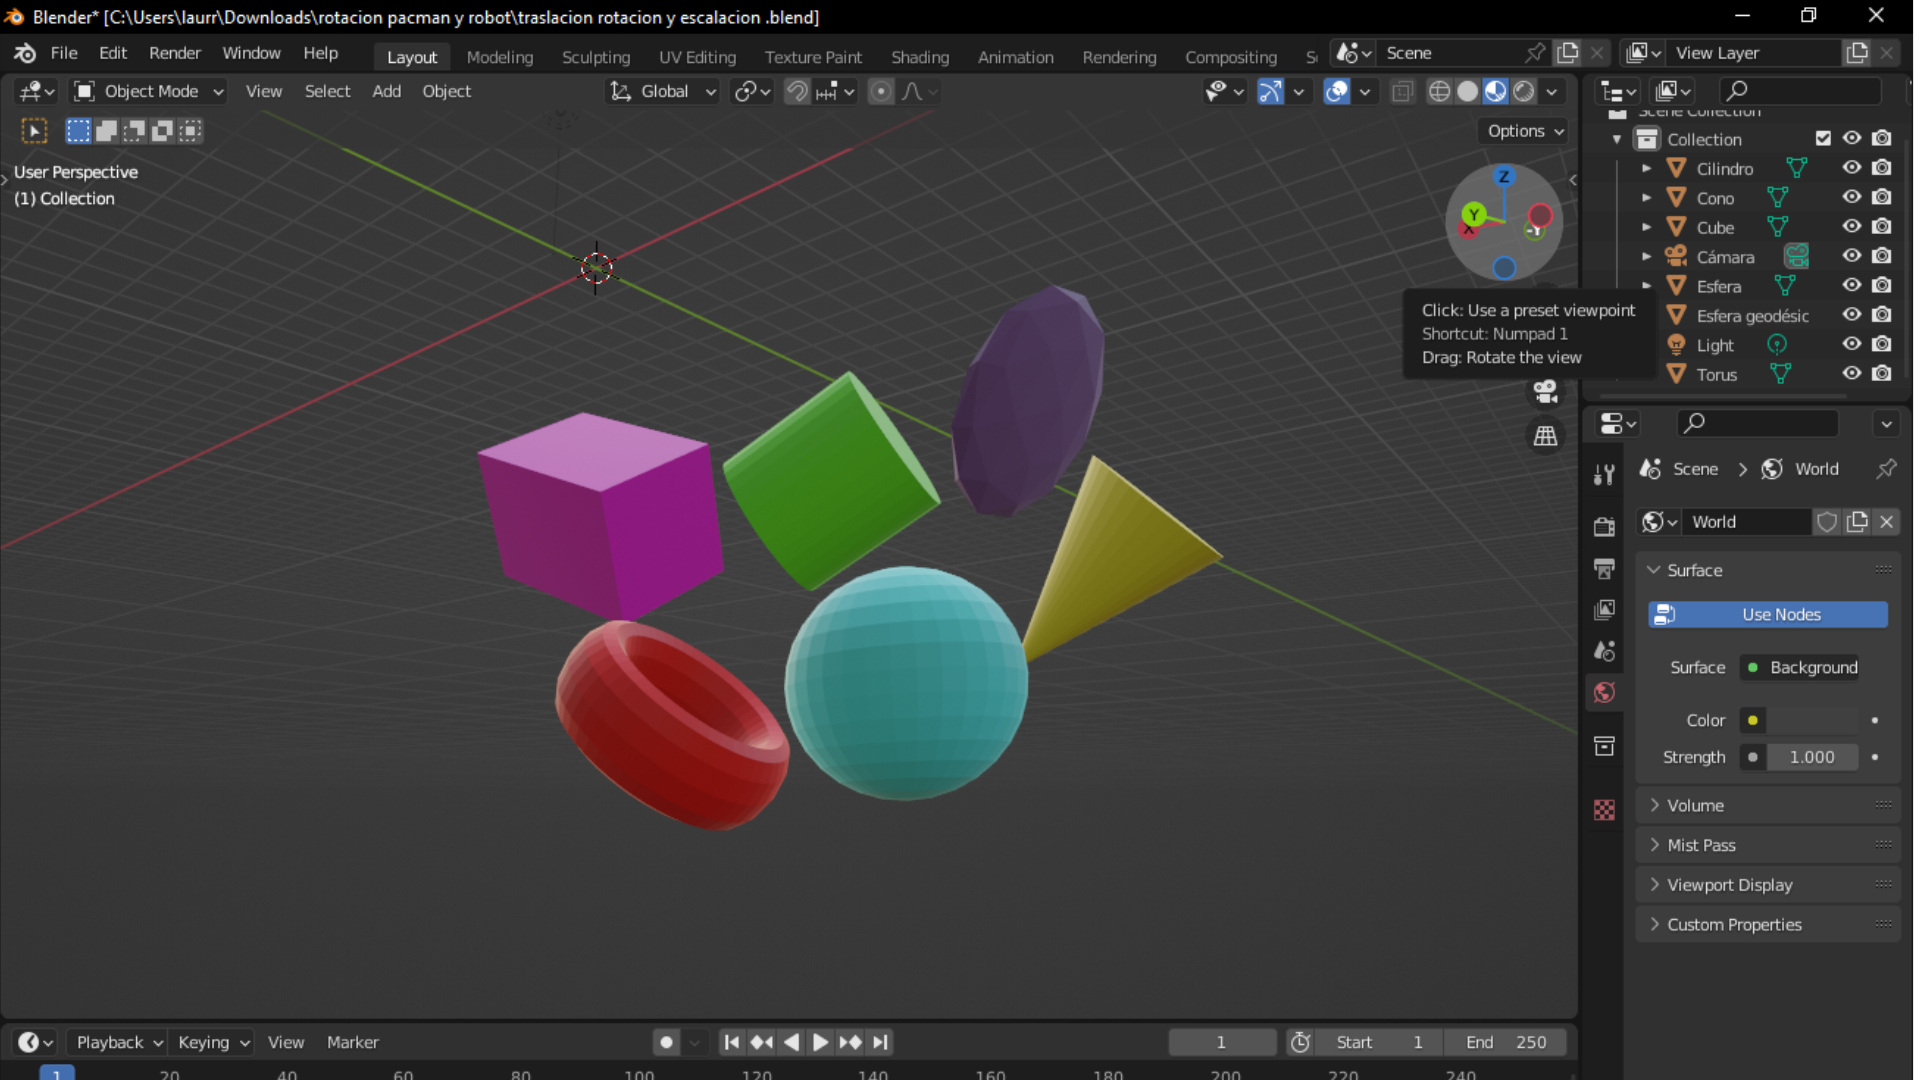 Blender* [C:\Users\laurr\Downloads\rotacion pacman y robot\traslacion rotacion y escalacion .blend]
File Edit Render Window Help Layout Modeling Sculpting UV Editing Texture Paint Shading Animation Rendering Compositing Scene View Layer
Object Mode View Select Add Object Global
Options
User Perspective
(1) Collection
Z
Y
X
-Y
Click: Use a preset viewpoint
Shortcut: Numpad 1
Drag: Rotate the view
Scene Collection
Collection
Cilindro
Cono
Cube
Cámara
Esfera
Esfera geodésic
Light
Torus
Scene > World
World
Surface
Use Nodes
Surface Background
Color
Strength 1.000
Volume
Mist Pass
Viewport Display
Custom Properties
Playback Keying View Marker 1 Start 1 End 250
1 20 40 60 80 100 120 140 160 180 200 220 240